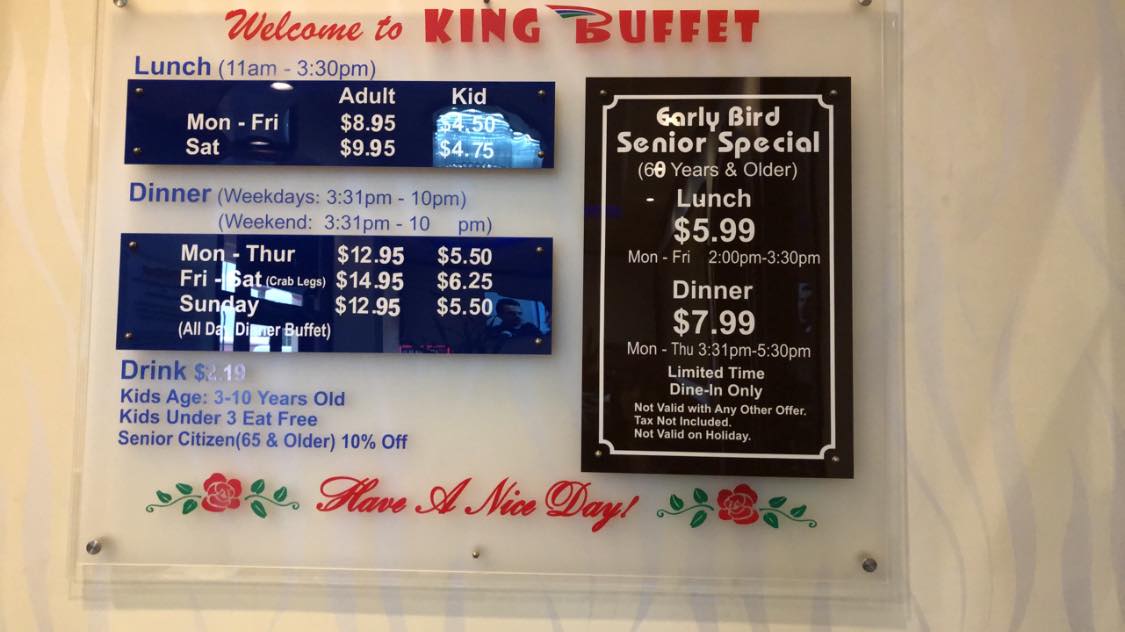 Welcome to KING BUFFET
Lunch (11am - 3:30pm)
Adult Kid
Mon - Fri $8.95 $4.50
Sat $9.95 $4.75
Dinner (Weekdays: 3:31pm - 10pm)
(Weekend: 3:31pm - 10 pm)
Mon - Thur $12.95 $5.50
Fri - Sat (Crab Legs) $14.95 $6.25
Sunday $12.95 $5.50
(All Day Dinner Buffet)
Drink $2.19
Kids Age: 3-10 Years Old
Kids Under 3 Eat Free
Senior Citizen(65 & Older) 10% Off
Early Bird
Senior Special
(60 Years & Older)
- Lunch
$5.99
Mon - Fri 2:00pm-3:30pm
Dinner
$7.99
Mon - Thu 3:31pm-5:30pm
Limited Time
Dine-In Only
Not Valid with Any Other Offer.
Tax Not Included.
Not Valid on Holiday.
Have A Nice Day!